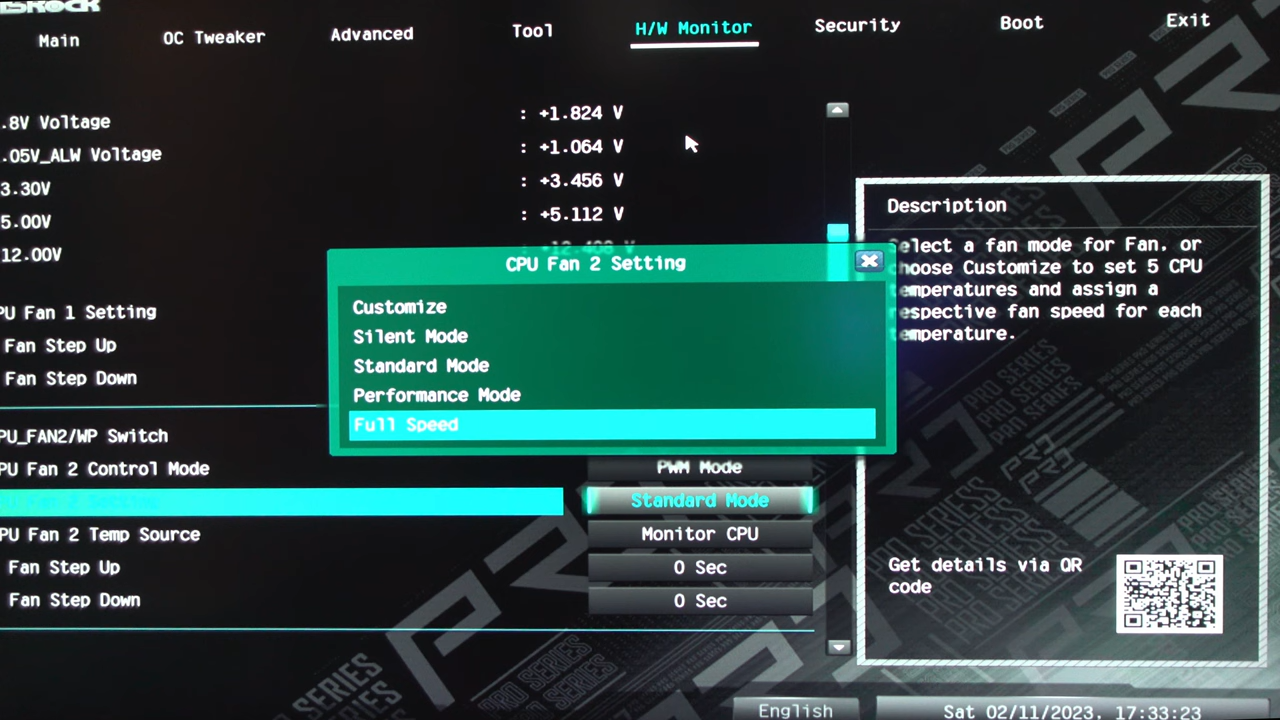 Main OC Tweaker Advanced Tool H/W Monitor Security Boot Exit
.8V Voltage : +1.824 V
.05V_ALW Voltage : +1.064 V
3.30V : +3.456 V
5.00V : +5.112 V
12.00V
CPU Fan 2 Setting
Customize
Silent Mode
Standard Mode
Performance Mode
Full Speed
PU Fan 1 Setting
Fan Step Up
Fan Step Down
PU_FAN2/WP Switch
PU Fan 2 Control Mode PWM Mode
Standard Mode
PU Fan 2 Temp Source Monitor CPU
Fan Step Up 0 Sec
Fan Step Down 0 Sec
Description
elect a fan mode for Fan. or
hoose Customize to set 5 CPU
emperatures and assign a
espective fan speed for each
emperature.
Get details via QR
code
PRO SERIES
English
Sat 02/11/2023, 17:33:23